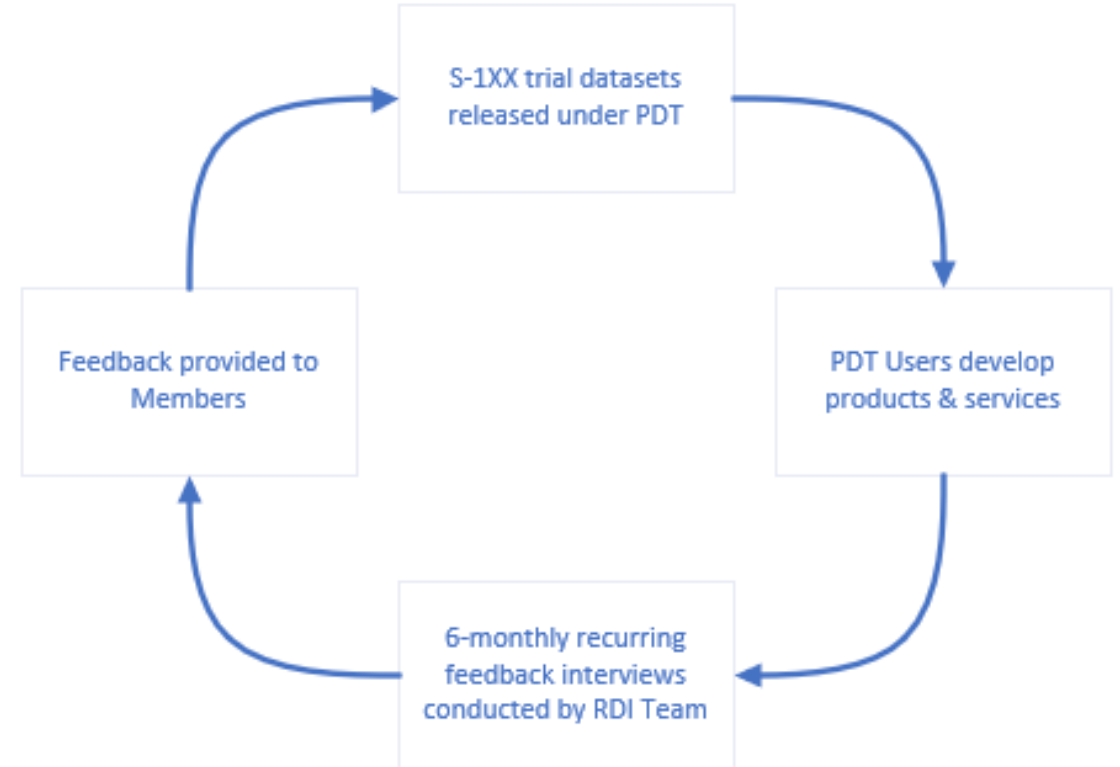 S-1XX trial datasets
released under PDT
PDT Users develop
products & services
6-monthly recurring
feedback interviews
conducted by RDI Team
Feedback provided to
Members